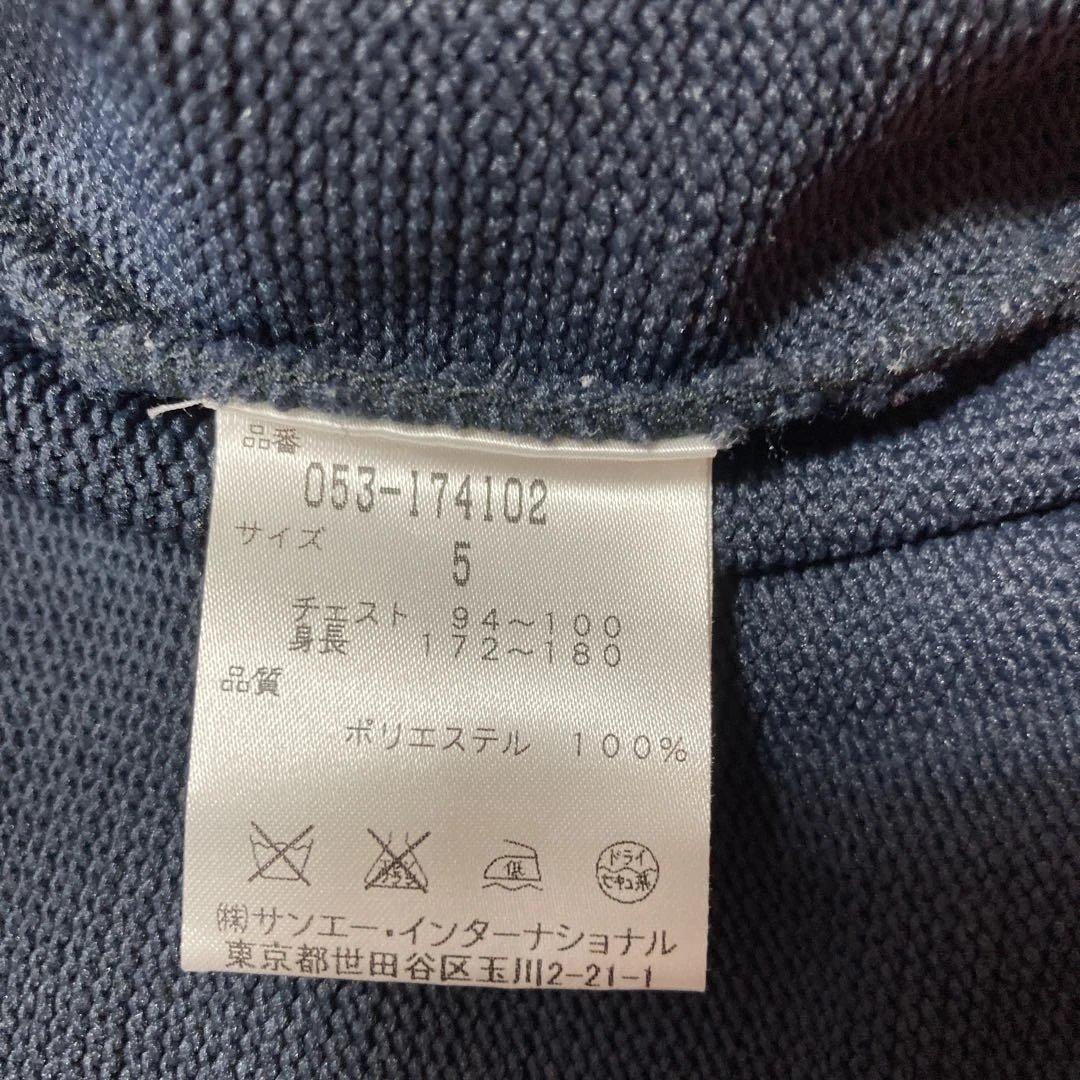 品番
053-174102
サイズ
5
チェスト 94～100
身長 172～180
品質
ポリエステル 100%
低
ドライ
セキユ系
㈱サンエー・インターナショナル
東京都世田谷区玉川2-21-1